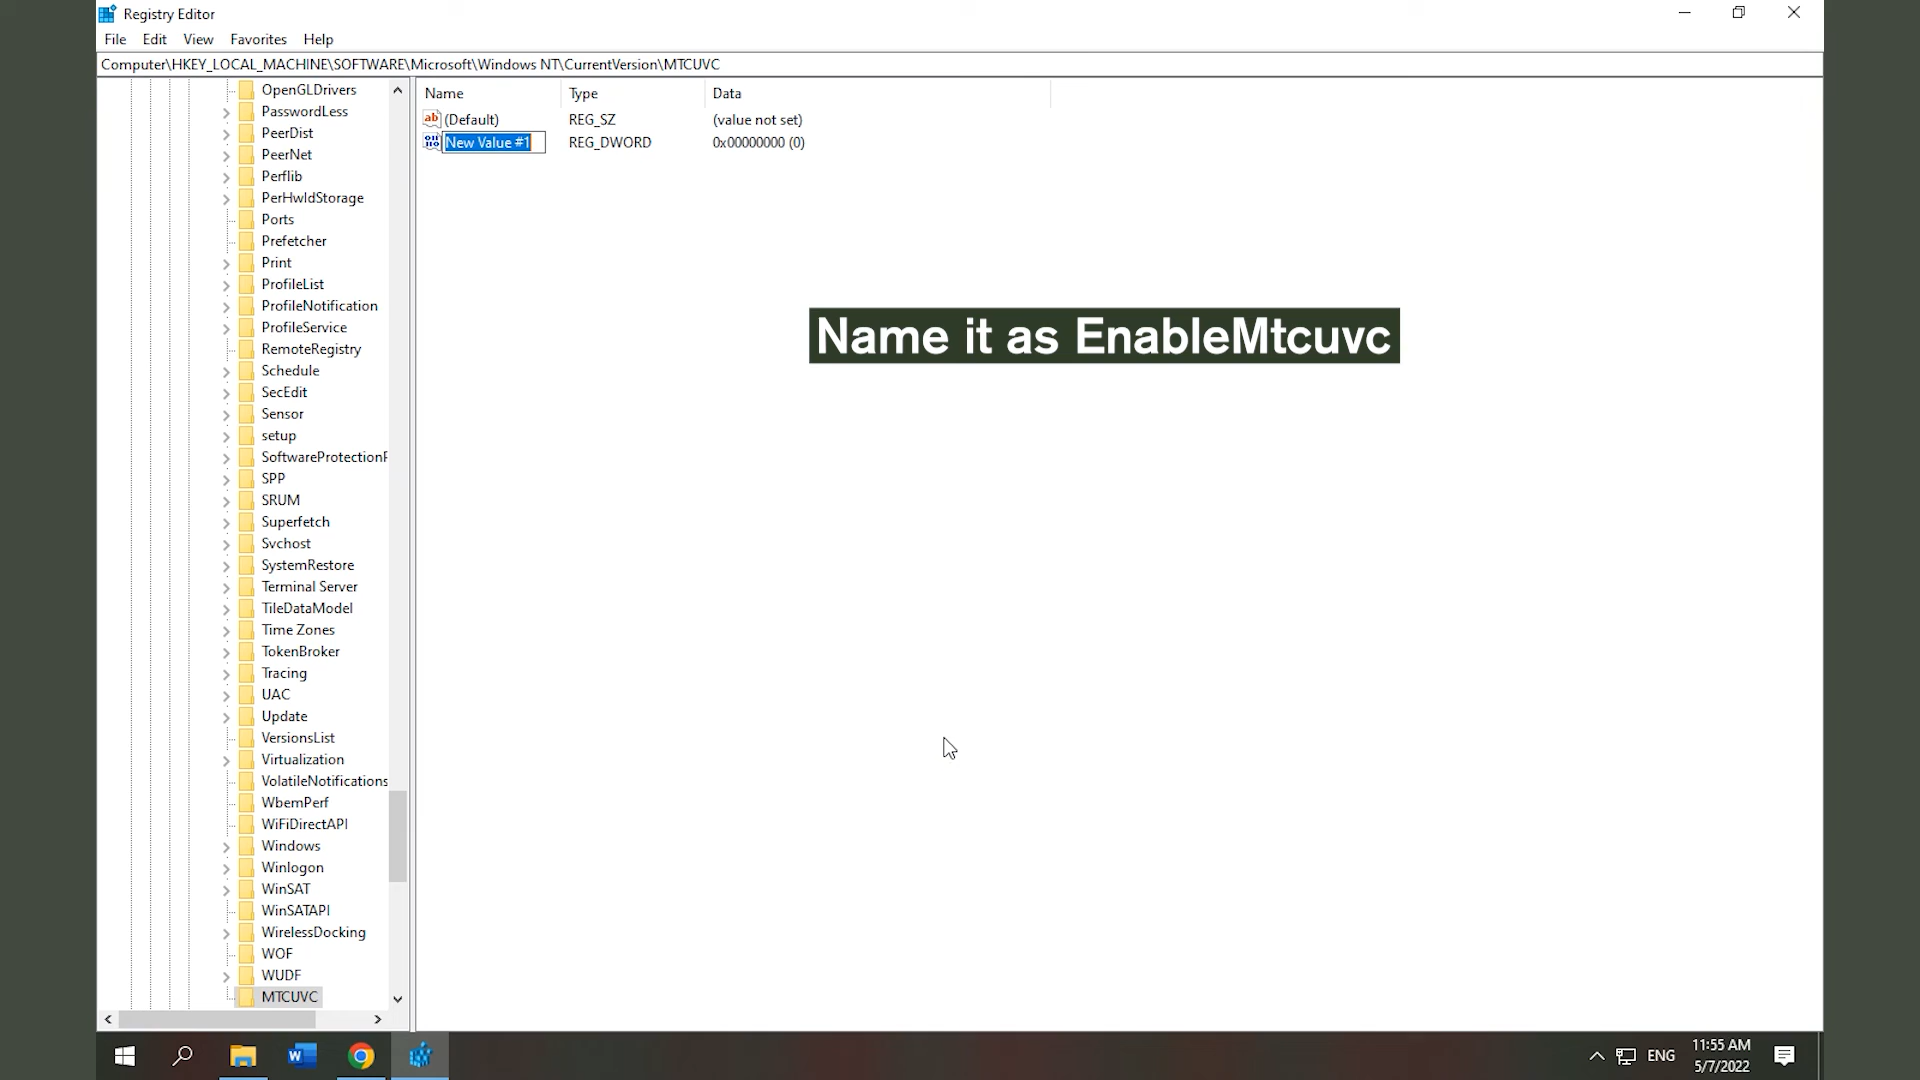 Registry Editor
File Edit View Favorites Help
Computer\HKEY_LOCAL_MACHINE\SOFTWARE\Microsoft\Windows NT\CurrentVersion\MTCUVC
OpenGLDrivers
PasswordLess
PeerDist
PeerNet
Perflib
PerHwIdStorage
Ports
Prefetcher
Print
ProfileList
ProfileNotification
ProfileService
RemoteRegistry
Schedule
SecEdit
Sensor
setup
SoftwareProtectionP
SPP
SRUM
Superfetch
Svchost
SystemRestore
Terminal Server
TileDataModel
Time Zones
TokenBroker
Tracing
UAC
Update
VersionsList
Virtualization
VolatileNotifications
WbemPerf
WiFiDirectAPI
Windows
Winlogon
WinSAT
WinSATAPI
WirelessDocking
WOF
WUDF
MTCUVC
Name Type Data
(Default) REG_SZ (value not set)
New Value #1 REG_DWORD 0x00000000 (0)
Name it as EnableMtcuvc
ENG
11:55 AM
5/7/2022